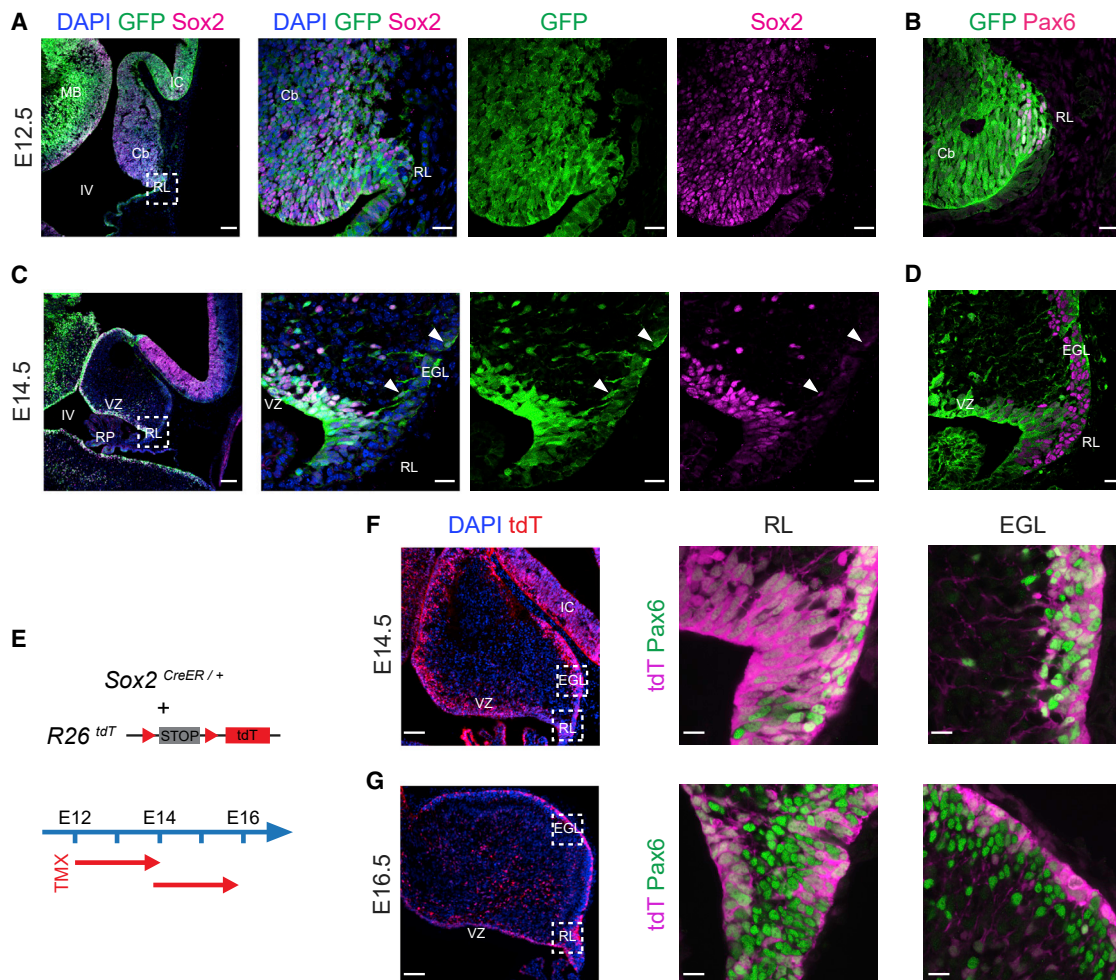 A
DAPI GFP Sox2
DAPI GFP Sox2
GFP
Sox2
B
GFP Pax6
E12.5
MB
IC
Cb
IV
RL
Cb
RL
Cb
RL
C
D
E14.5
IV
VZ
RP
RL
VZ
EGL
RL
VZ
EGL
RL
E
Sox2 CreER / +
+
R26 tdT
STOP
tdT
E12
E14
E16
TMX
F
DAPI tdT
RL
EGL
E14.5
IC
EGL
VZ
RL
tdT Pax6
G
E16.5
EGL
VZ
RL
tdT Pax6